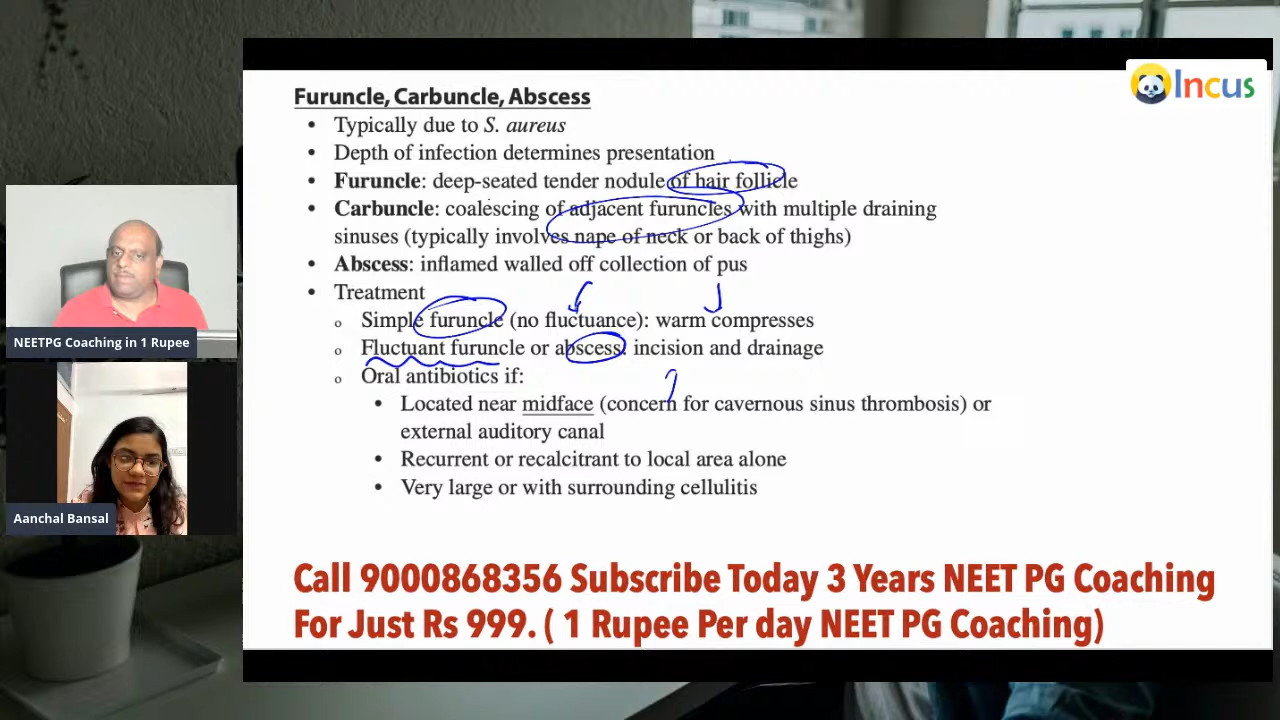 Incus
Furuncle, Carbuncle, Abscess
• Typically due to S. aureus
• Depth of infection determines presentation
• Furuncle: deep-seated tender nodule of hair follicle
• Carbuncle: coalescing of adjacent furuncles with multiple draining
sinuses (typically involves nape of neck or back of thighs)
• Abscess: inflamed walled off collection of pus
• Treatment
o Simple furuncle (no fluctuance): warm compresses
o Fluctuant furuncle or abscess: incision and drainage
o Oral antibiotics if:
• Located near midface (concern for cavernous sinus thrombosis) or
external auditory canal
• Recurrent or recalcitrant to local area alone
• Very large or with surrounding cellulitis
Call 9000868356 Subscribe Today 3 Years NEET PG Coaching
For Just Rs 999. ( 1 Rupee Per day NEET PG Coaching)
NEETPG Coaching in 1 Rupee
Aanchal Bansal